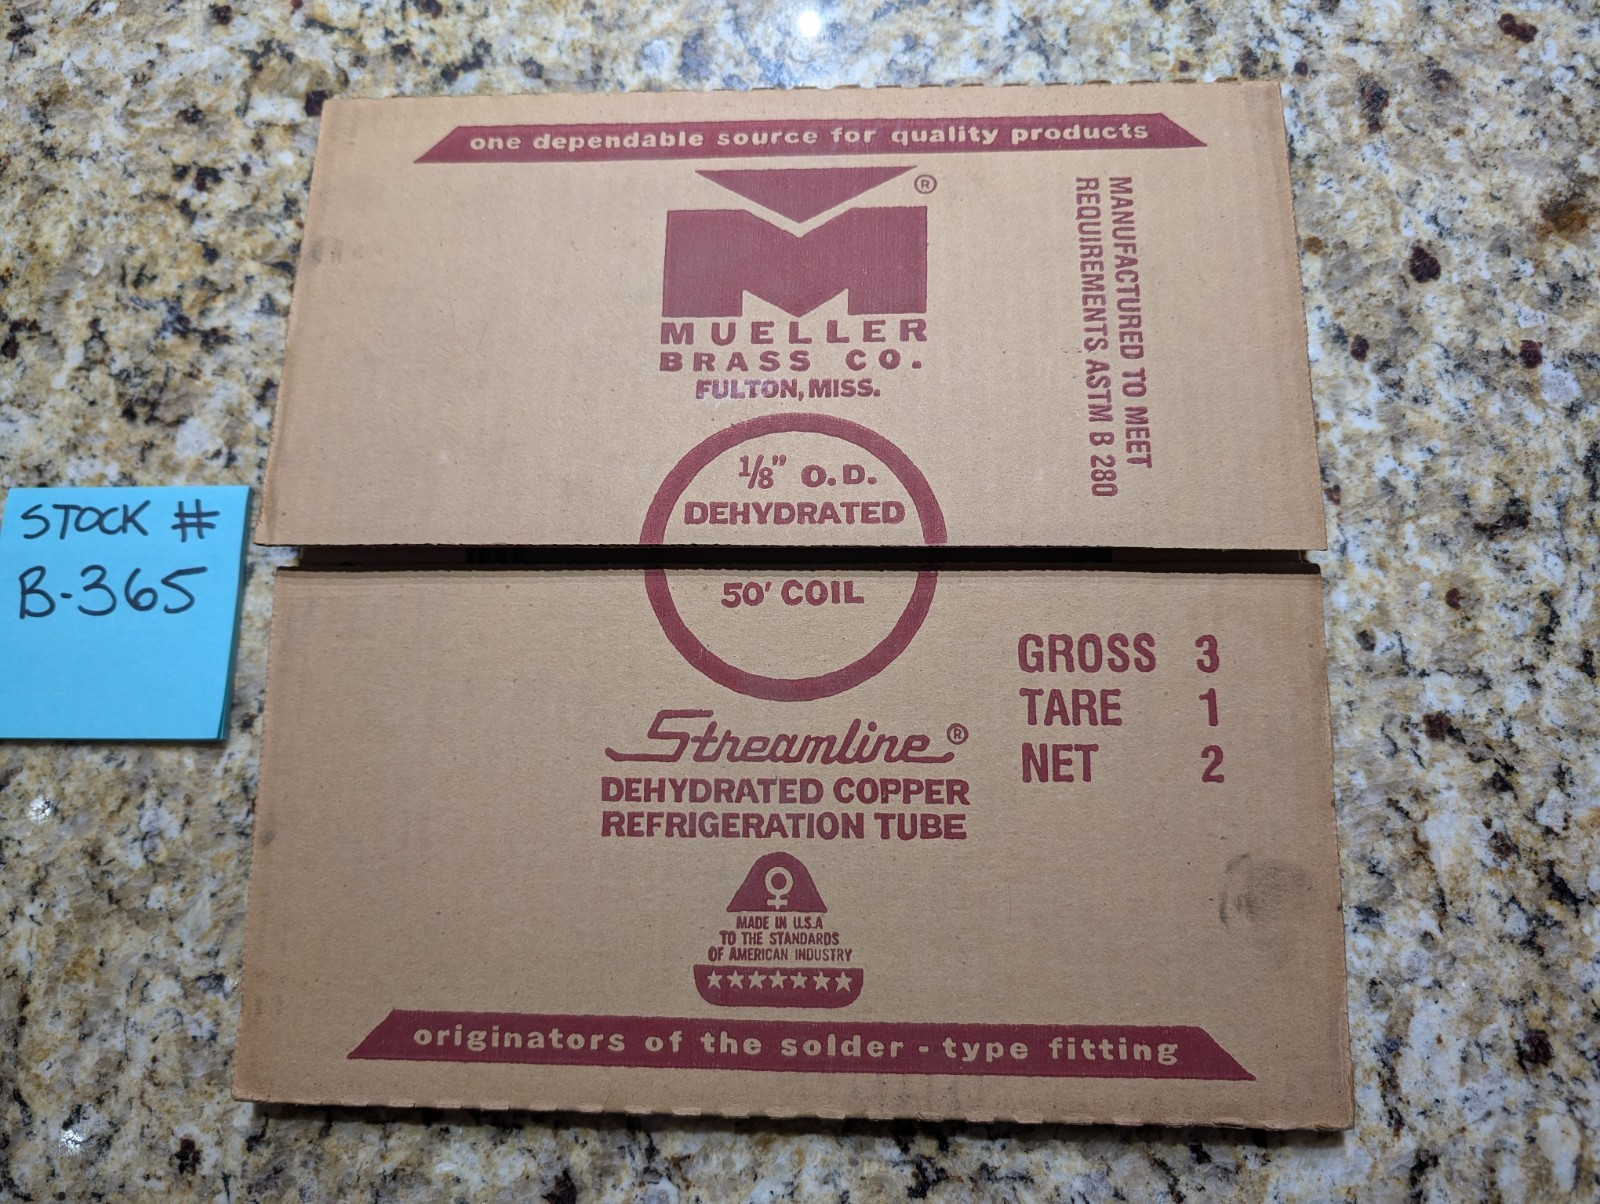 one dependable source for quality products
®
MUELLER
BRASS CO.
FULTON, MISS.
MANUFACTURED TO MEET
REQUIREMENTS ASTM B 280
1/8" O.D.
DEHYDRATED
50' COIL
STOCK #
B-365
GROSS 3
TARE 1
NET 2
Streamline®
DEHYDRATED COPPER
REFRIGERATION TUBE
MADE IN U.S.A
TO THE STANDARDS
OF AMERICAN INDUSTRY
originators of the solder-type fitting